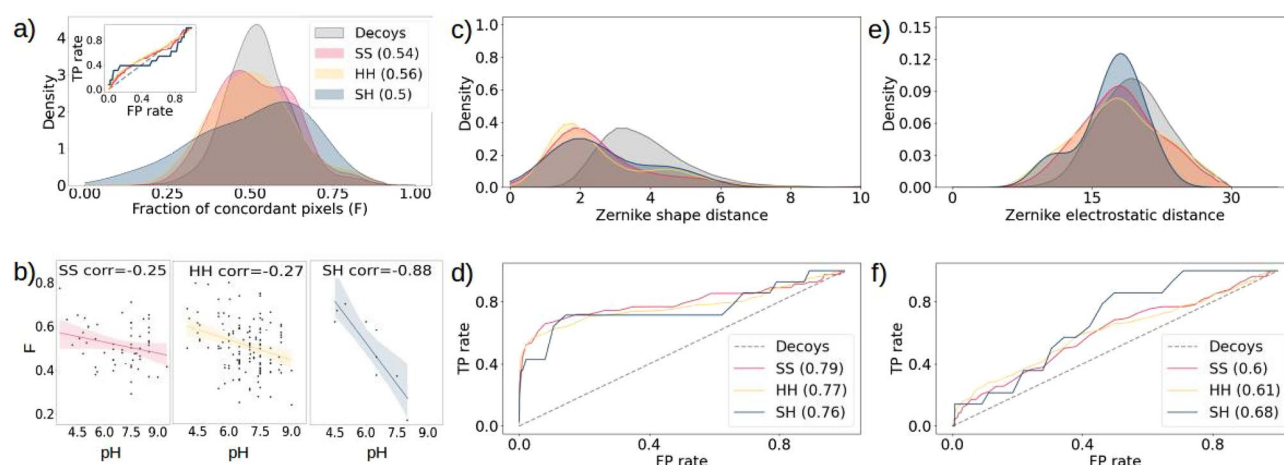 a)
4
3
2
1
0
Density
0.00
0.25
0.50
0.75
1.00
Fraction of concordant pixels (F)
0.8
0.4
0.0
TP rate
0.0
0.4
0.8
FP rate
Decoys
SS (0.54)
HH (0.56)
SH (0.5)
c)
1.0
0.8
0.6
0.4
0.2
0.0
Density
0
2
4
6
8
10
Zernike shape distance
e)
0.15
0.12
0.09
0.06
0.03
0.00
Density
0
15
30
Zernike electrostatic distance
b)
SS corr=-0.25
HH corr=-0.27
SH corr=-0.88
0.8
0.6
0.4
0.2
F
4.5 6.0 7.5 9.0
4.5 6.0 7.5 9.0
4.5 6.0 7.5 9.0
pH
pH
pH
d)
0.8
0.4
0.0
TP rate
0.0
0.4
0.8
FP rate
Decoys
SS (0.79)
HH (0.77)
SH (0.76)
f)
0.8
0.4
0.0
TP rate
0.0
0.4
0.8
FP rate
Decoys
SS (0.6)
HH (0.61)
SH (0.68)